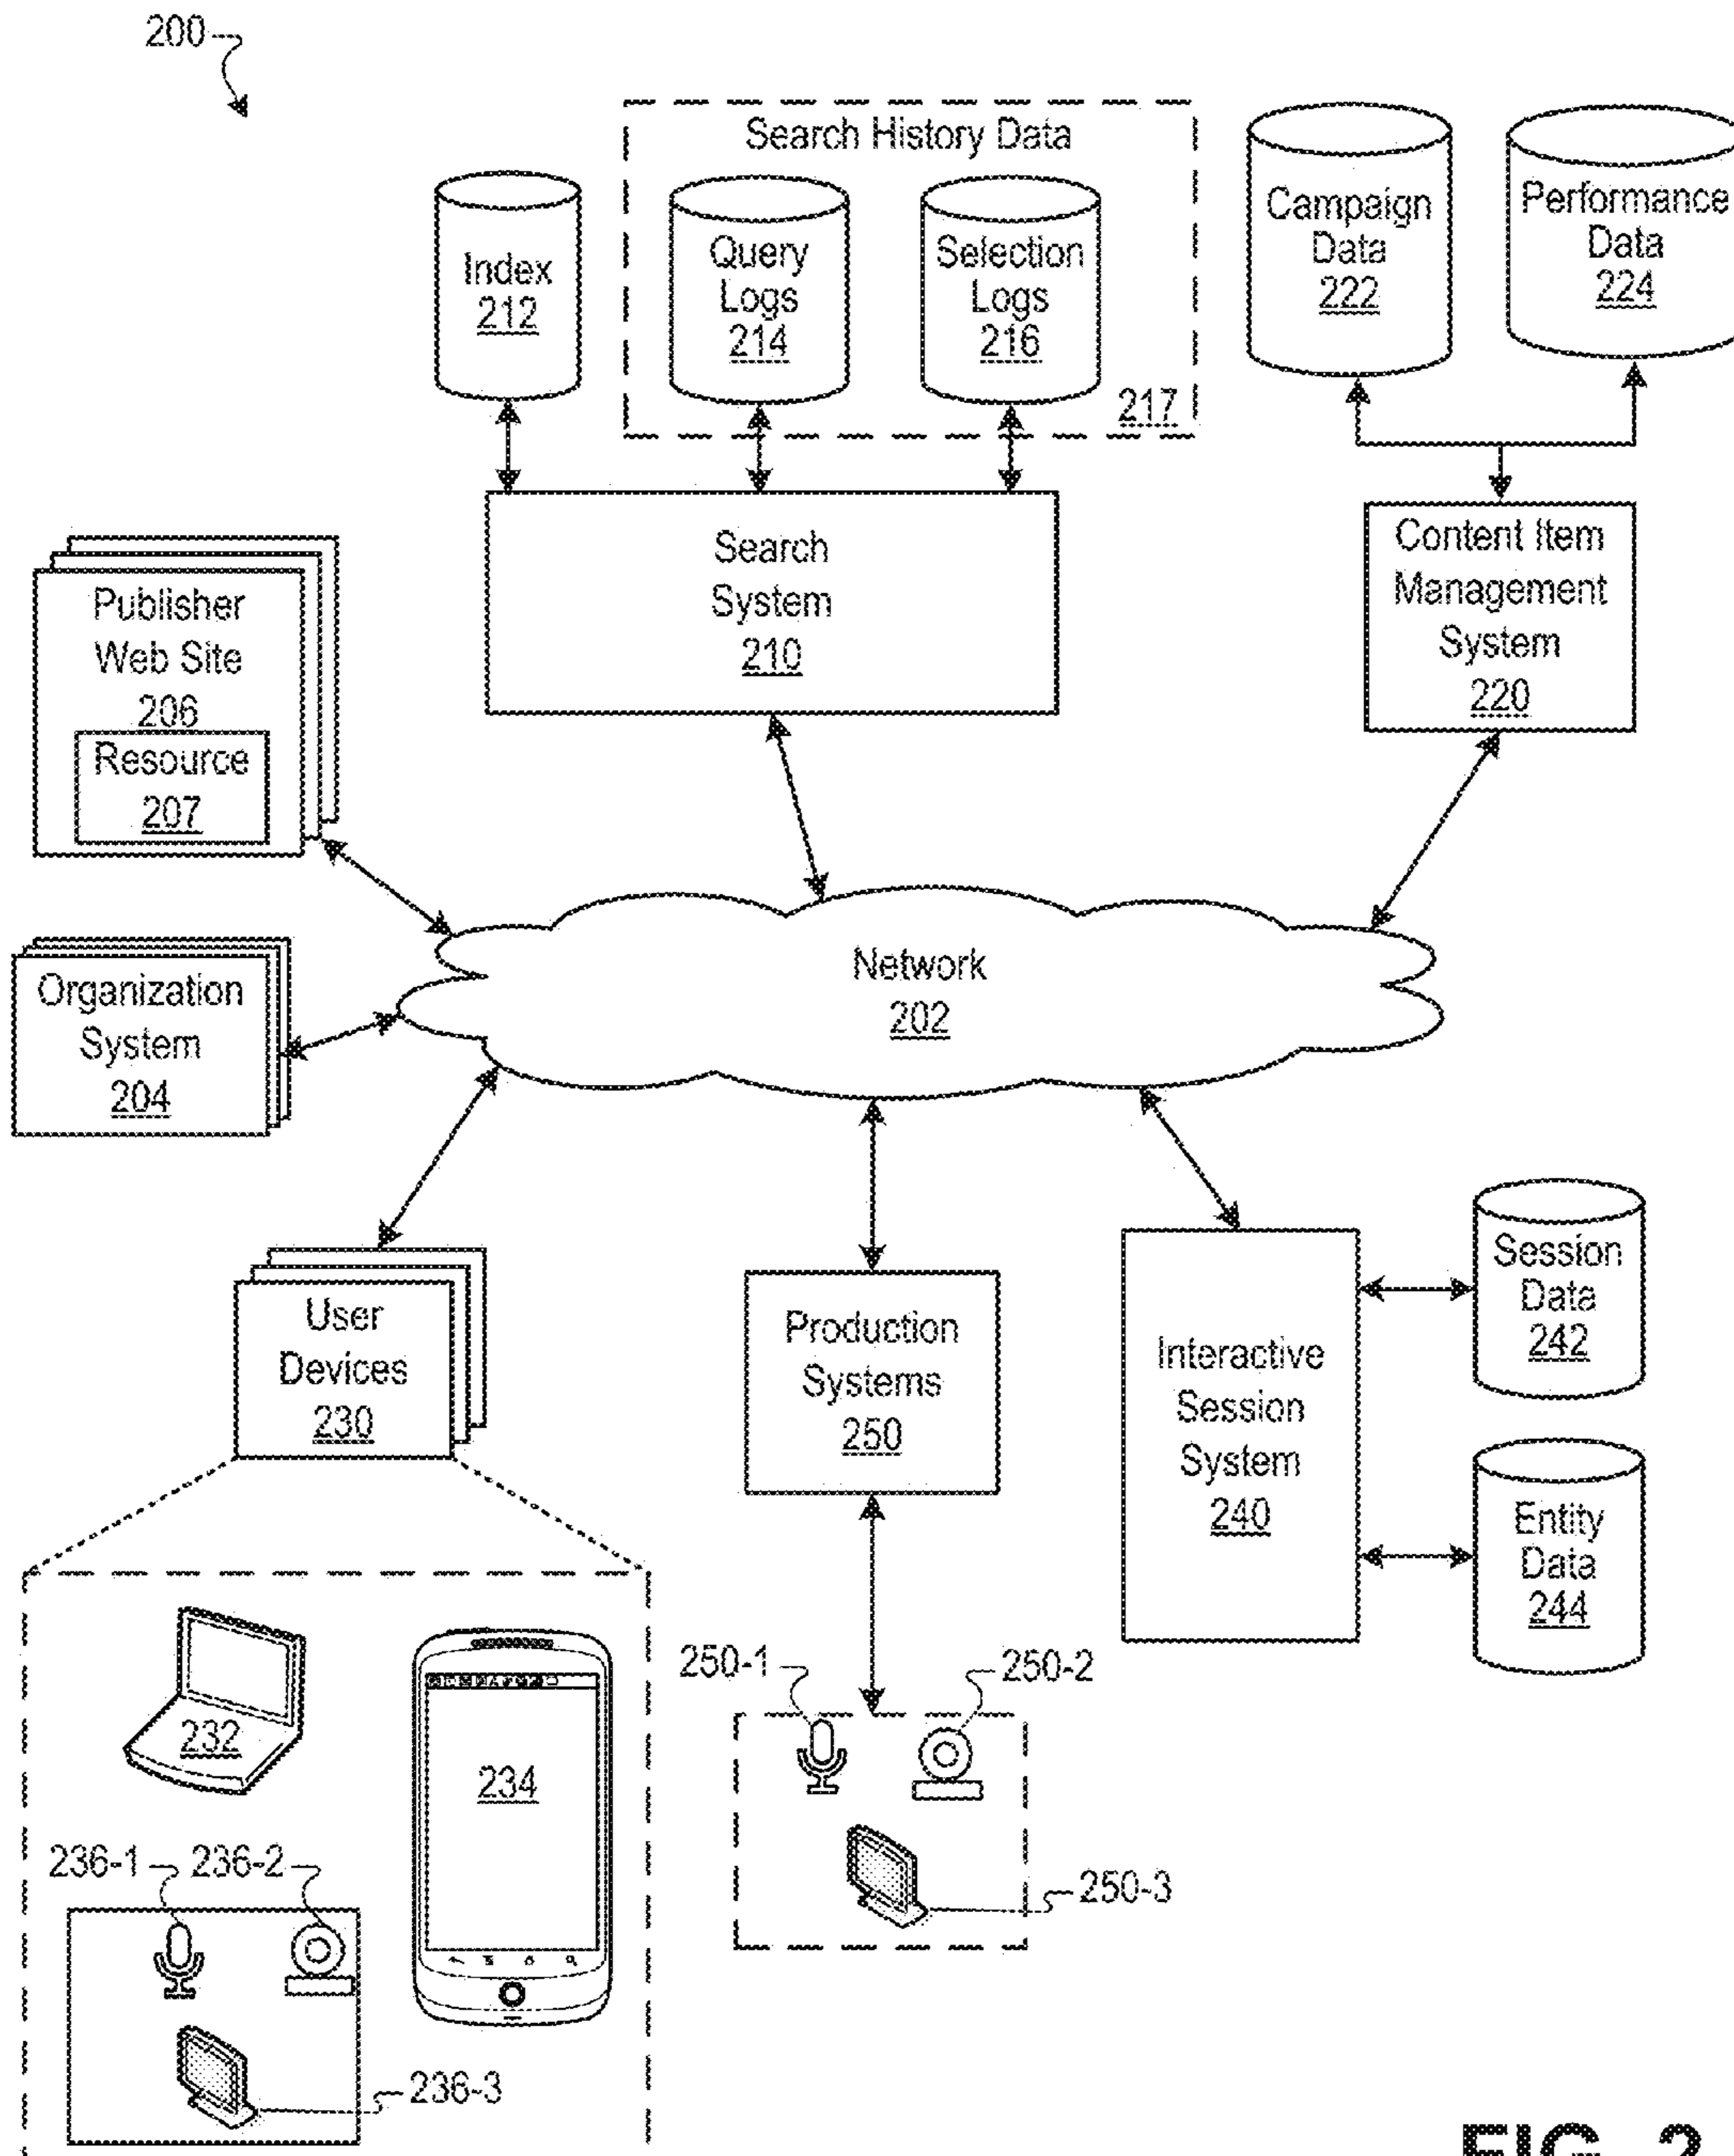 200
Search History Data
Index
212
Query
Logs
214
Selection
Logs
216
217
Campaign
Data
222
Performance
Data
224
Publisher
Web Site
206
Resource
207
Search
System
210
Content Item
Management
System
220
Organization
System
204
Network
202
User
Devices
230
Production
Systems
250
Interactive
Session
System
240
Session
Data
242
Entity
Data
244
232
234
236-1
236-2
236-3
250-1
250-2
250-3
FIG. 2